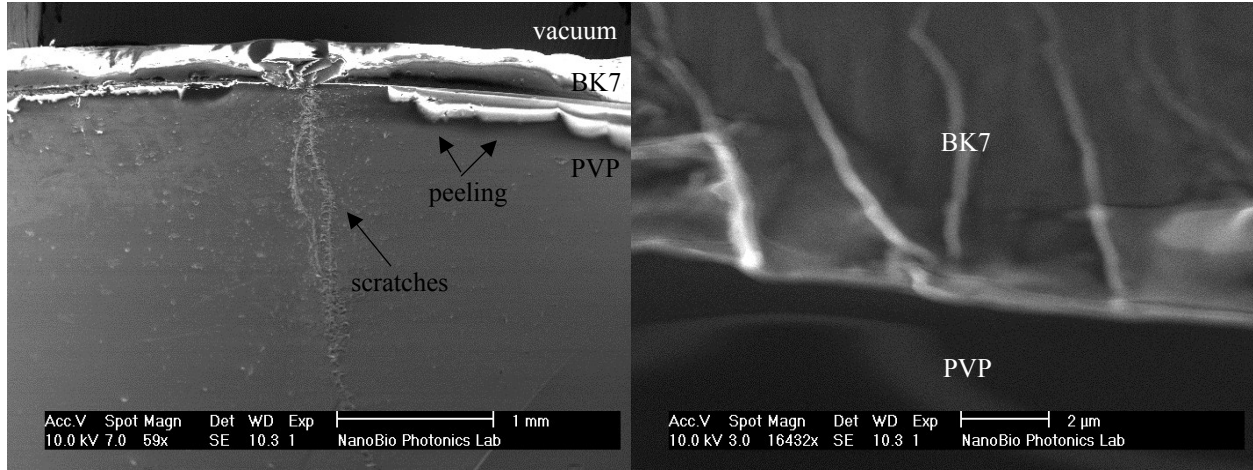 vacuum
BK7
PVP
peeling
scratches
Acc.V Spot Magn Det WD Exp 1 mm
10.0 kV 7.0 59x SE 10.3 1 NanoBio Photonics Lab
BK7
PVP
Acc.V Spot Magn Det WD Exp 2 µm
10.0 kV 3.0 16432x SE 10.3 1 NanoBio Photonics Lab